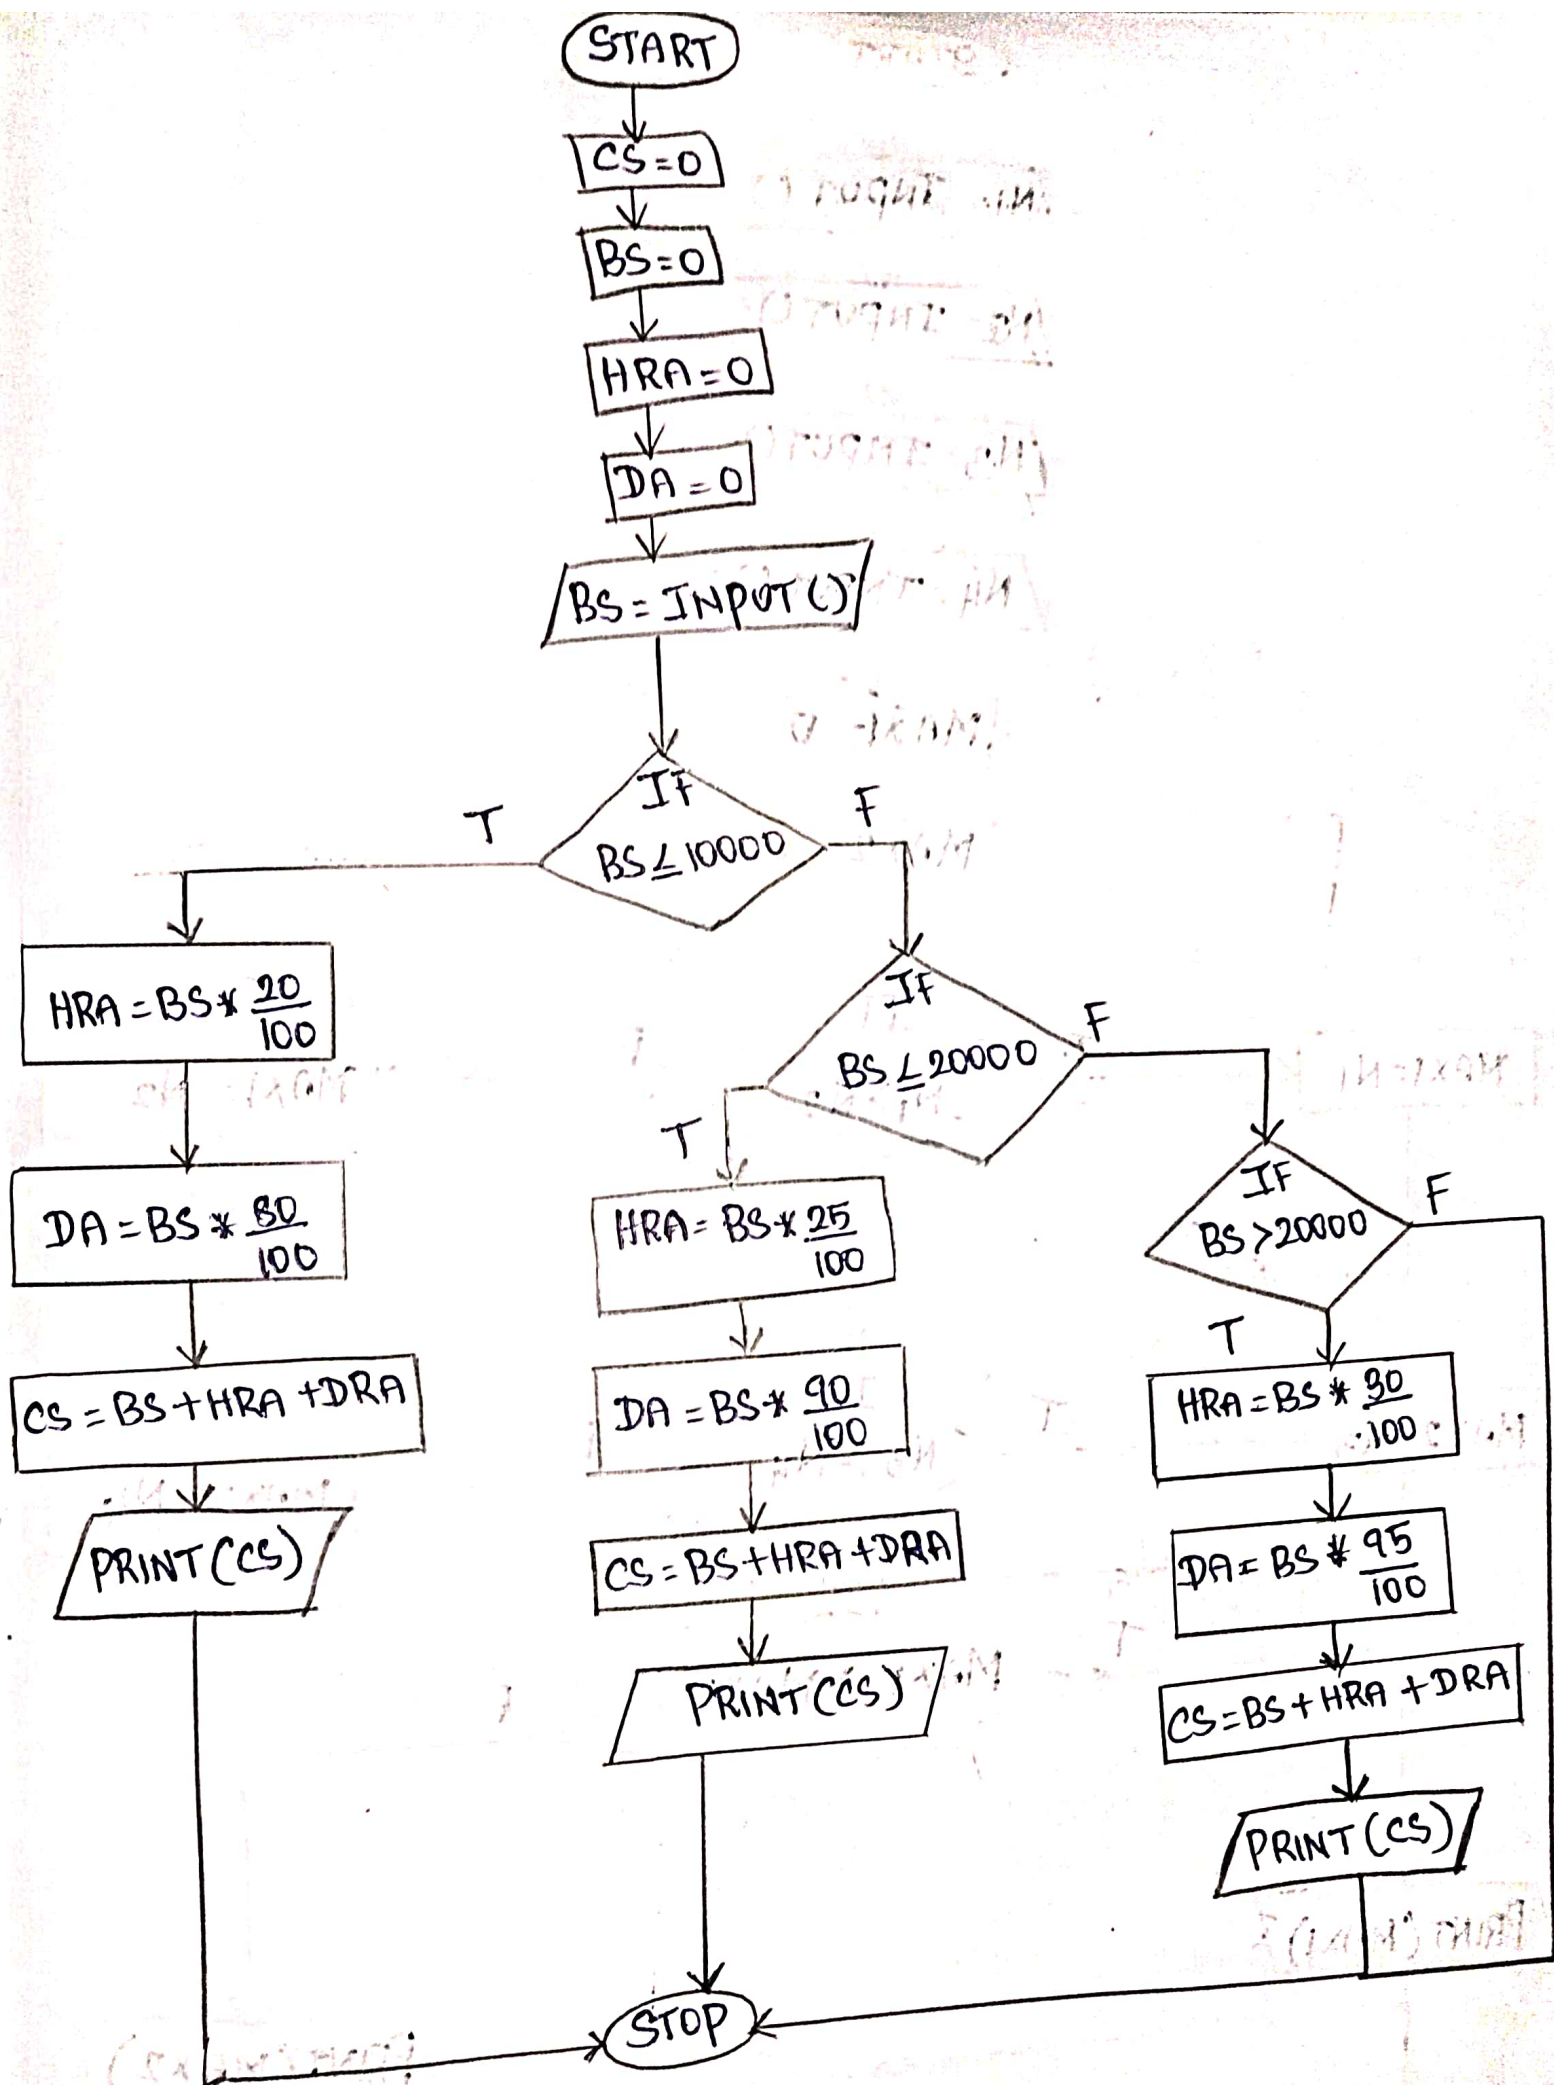 START
CS=0
BS=0
HRA=0
DA=0
BS=INPUT()
IF
BS≤10000
T
F
HRA=BS*20/100
DA=BS*80/100
CS=BS+HRA+DRA
PRINT(CS)
IF
BS≤20000
T
F
HRA=BS*25/100
DA=BS*90/100
CS=BS+HRA+DRA
PRINT(CS)
IF
BS>20000
F
T
HRA=BS*30/100
DA=BS*95/100
CS=BS+HRA+DRA
PRINT(CS)
STOP